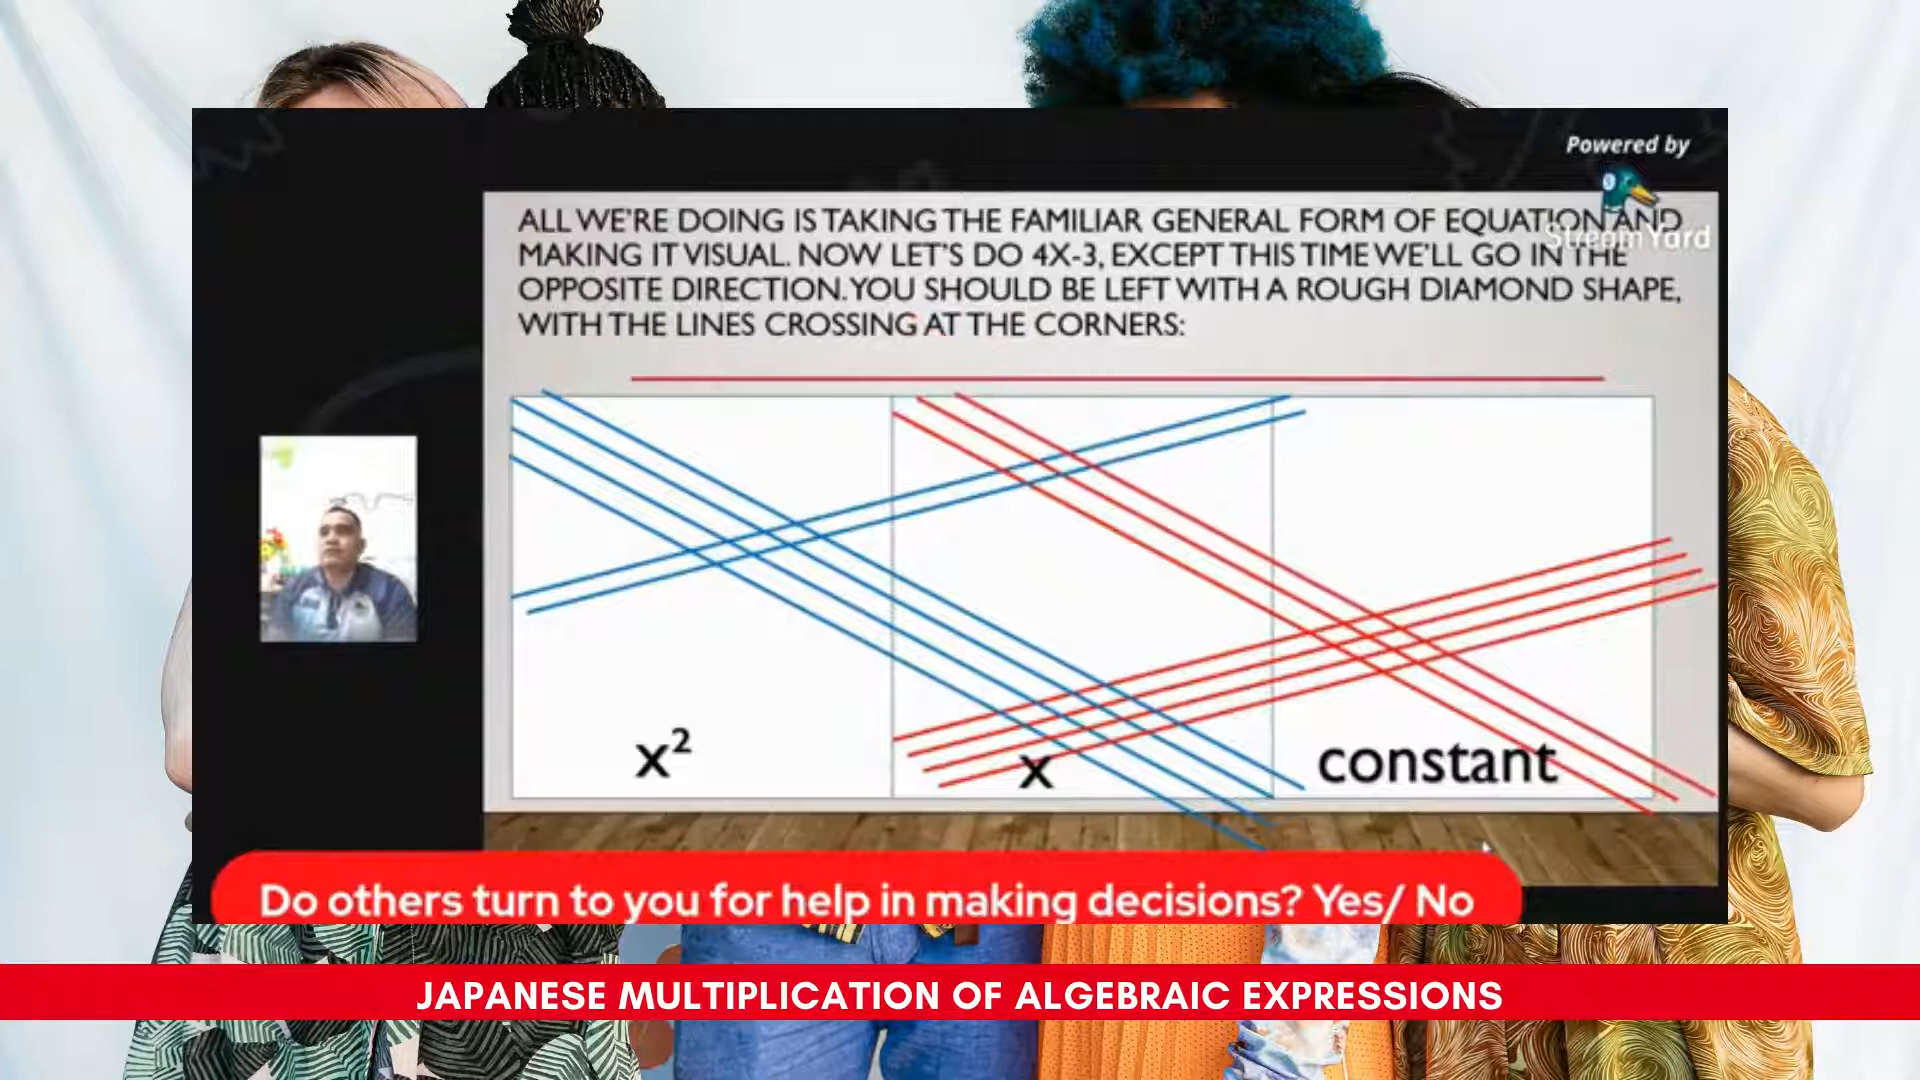 Powered by
StreamYard
ALL WE'RE DOING IS TAKING THE FAMILIAR GENERAL FORM OF EQUATION AND
MAKING IT VISUAL. NOW LET'S DO 4X-3, EXCEPT THIS TIME WE'LL GO IN THE
OPPOSITE DIRECTION. YOU SHOULD BE LEFT WITH A ROUGH DIAMOND SHAPE,
WITH THE LINES CROSSING AT THE CORNERS:
x²
x
constant
Do others turn to you for help in making decisions? Yes/ No
JAPANESE MULTIPLICATION OF ALGEBRAIC EXPRESSIONS